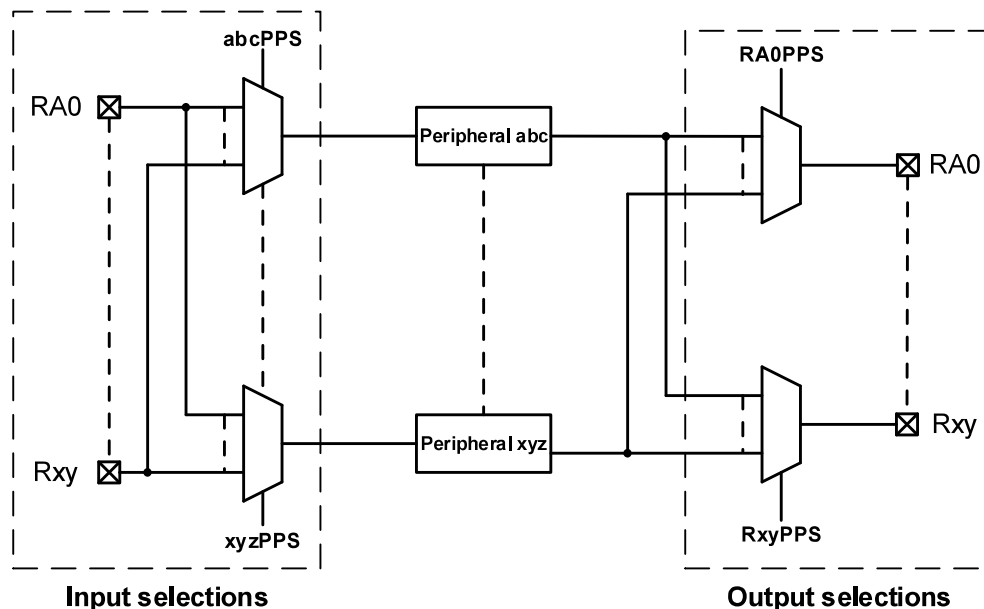 abcPPS
RA0PPS
RA0
Peripheral abc
RA0
Rxy
Peripheral xyz
Rxy
xyzPPS
RxyPPS
Input selections
Output selections